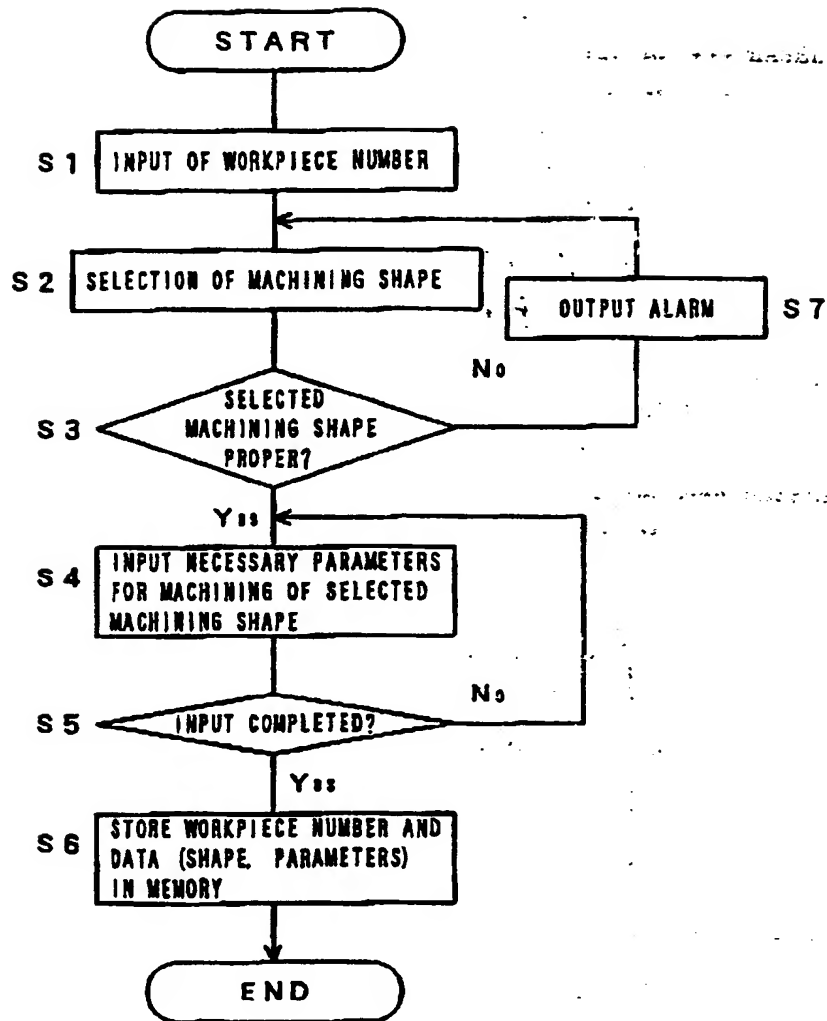 START
S1 INPUT OF WORKPIECE NUMBER
S2 SELECTION OF MACHINING SHAPE
OUTPUT ALARM S7
No
S3
SELECTED
MACHINING SHAPE
PROPER?
Yes
S4
INPUT NECESSARY PARAMETERS
FOR MACHINING OF SELECTED
MACHINING SHAPE
No
S5 INPUT COMPLETED?
Yes
S6
STORE WORKPIECE NUMBER AND
DATA (SHAPE, PARAMETERS)
IN MEMORY
END